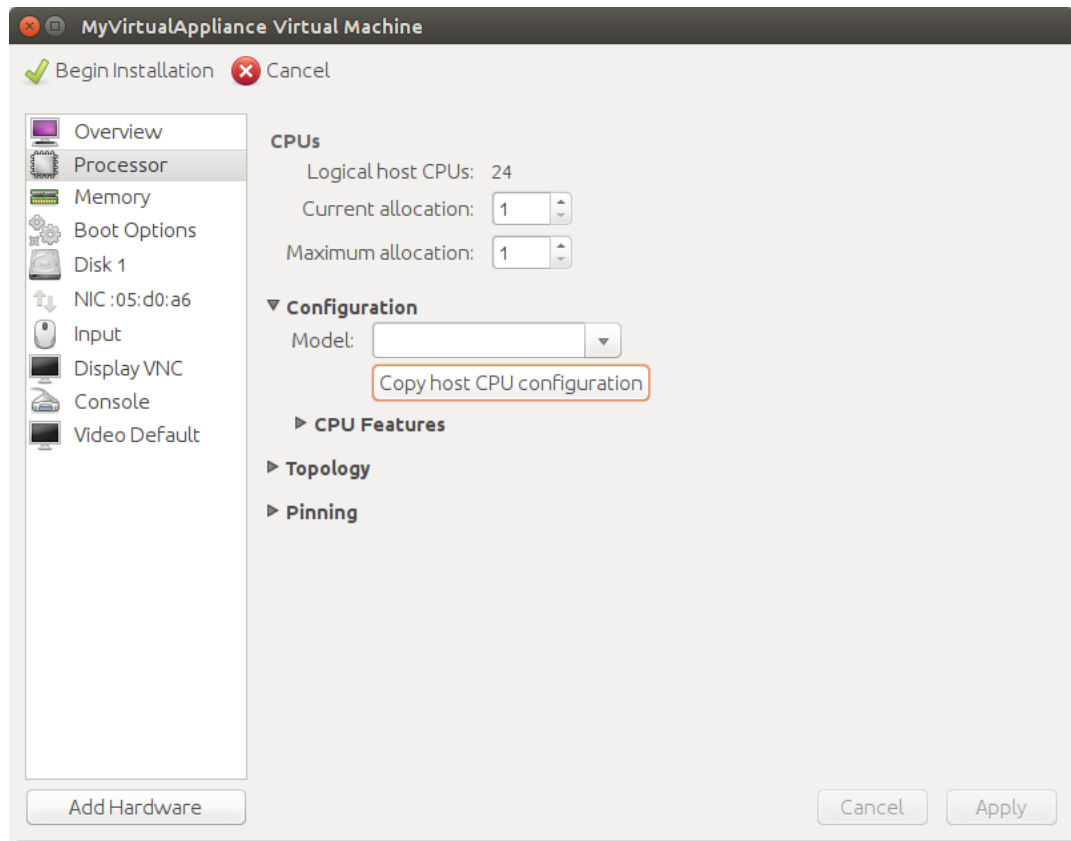 MyVirtualAppliance Virtual Machine
Begin Installation Cancel
Overview
Processor
Memory
Boot Options
Disk 1
NIC :05:d0:a6
Input
Display VNC
Console
Video Default
CPUs
Logical host CPUs: 24
Current allocation: 1
Maximum allocation: 1
Configuration
Model:
Copy host CPU configuration
CPU Features
Topology
Pinning
Add Hardware
Cancel Apply